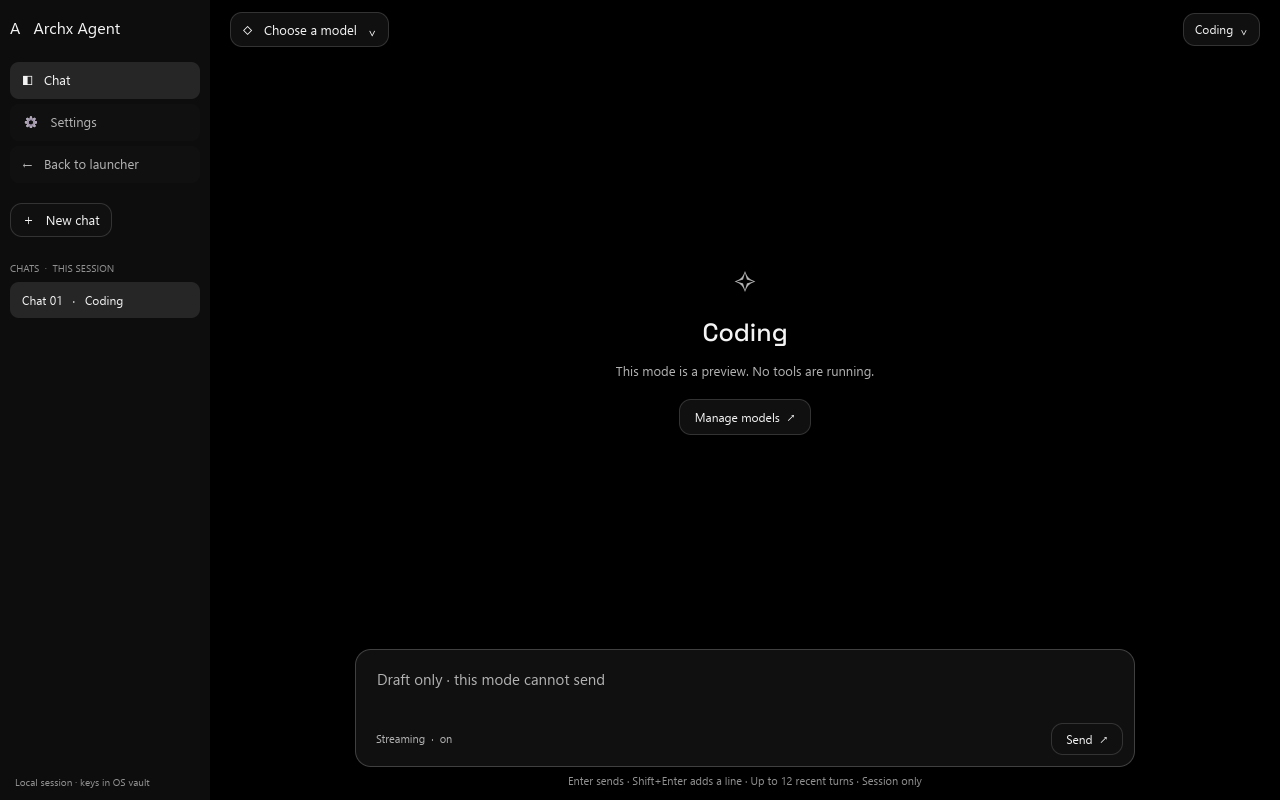 A Archx Agent
Choose a model
Coding
Chat
Settings
← Back to launcher
+ New chat
CHATS · THIS SESSION
Chat 01 · Coding
Coding
This mode is a preview. No tools are running.
Manage models ↗
Draft only · this mode cannot send
Streaming · on
Send ↗
Enter sends · Shift+Enter adds a line · Up to 12 recent turns · Session only
Local session · keys in OS vault